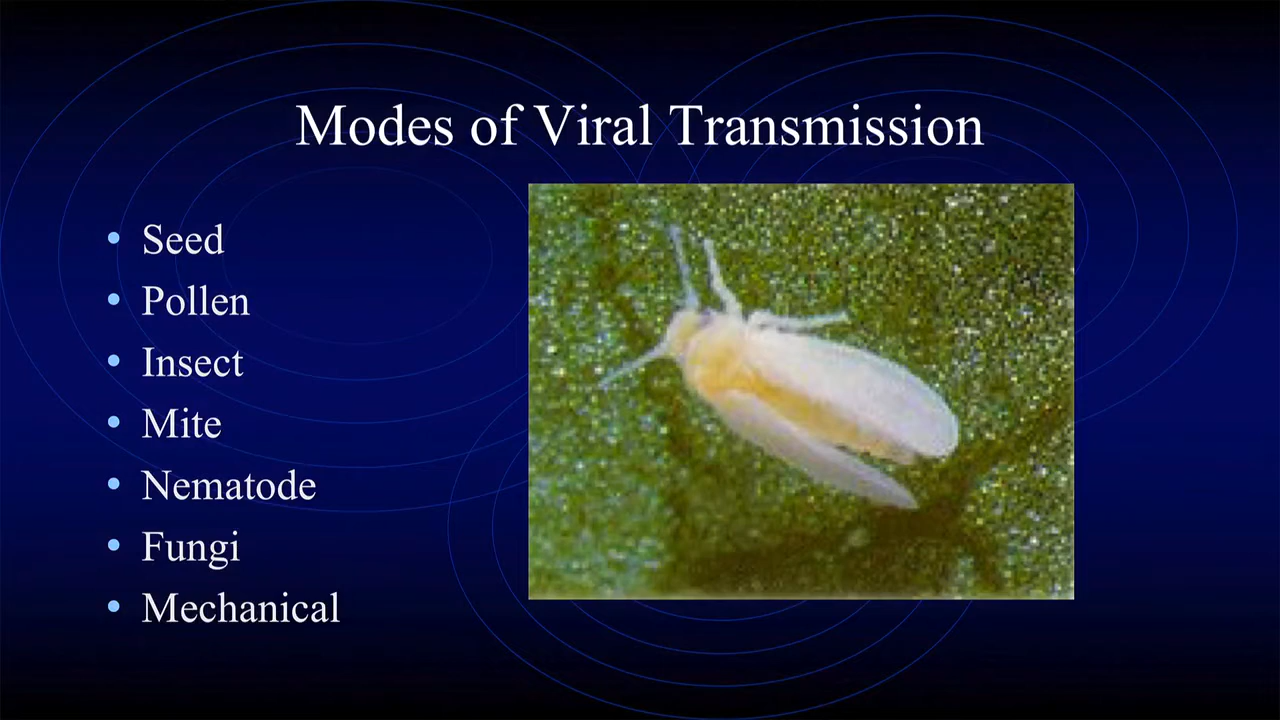 Modes of Viral Transmission
• Seed
• Pollen
• Insect
• Mite
• Nematode
• Fungi
• Mechanical